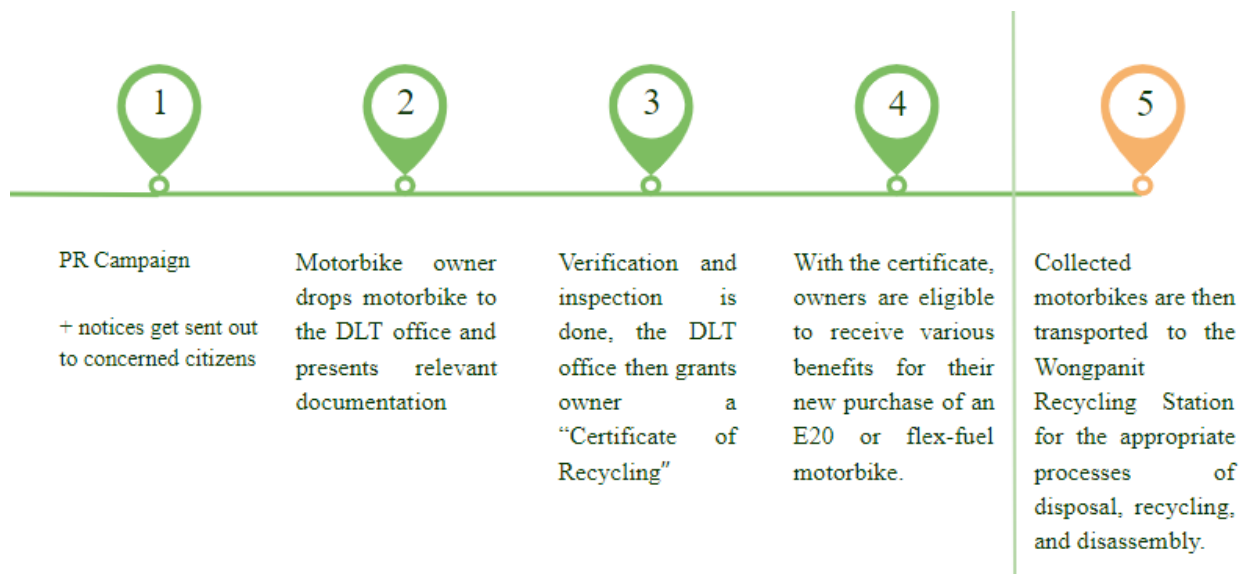 1
2
3
4
5
PR Campaign
+ notices get sent out
to concerned citizens
Motorbike owner
drops motorbike to
the DLT office and
presents relevant
documentation
Verification and
inspection is
done, the DLT
office then grants
owner a
“Certificate of
Recycling"
With the certificate,
owners are eligible
to receive various
benefits for their
new purchase of an
E20 or flex-fuel
motorbike.
Collected
motorbikes are then
transported to the
Wongpanit
Recycling Station
for the appropriate
processes of
disposal, recycling,
and disassembly.